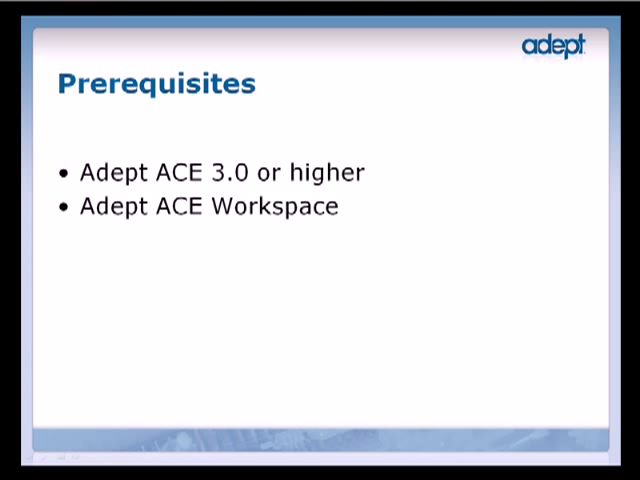 adept
Prerequisites
• Adept ACE 3.0 or higher
• Adept ACE Workspace